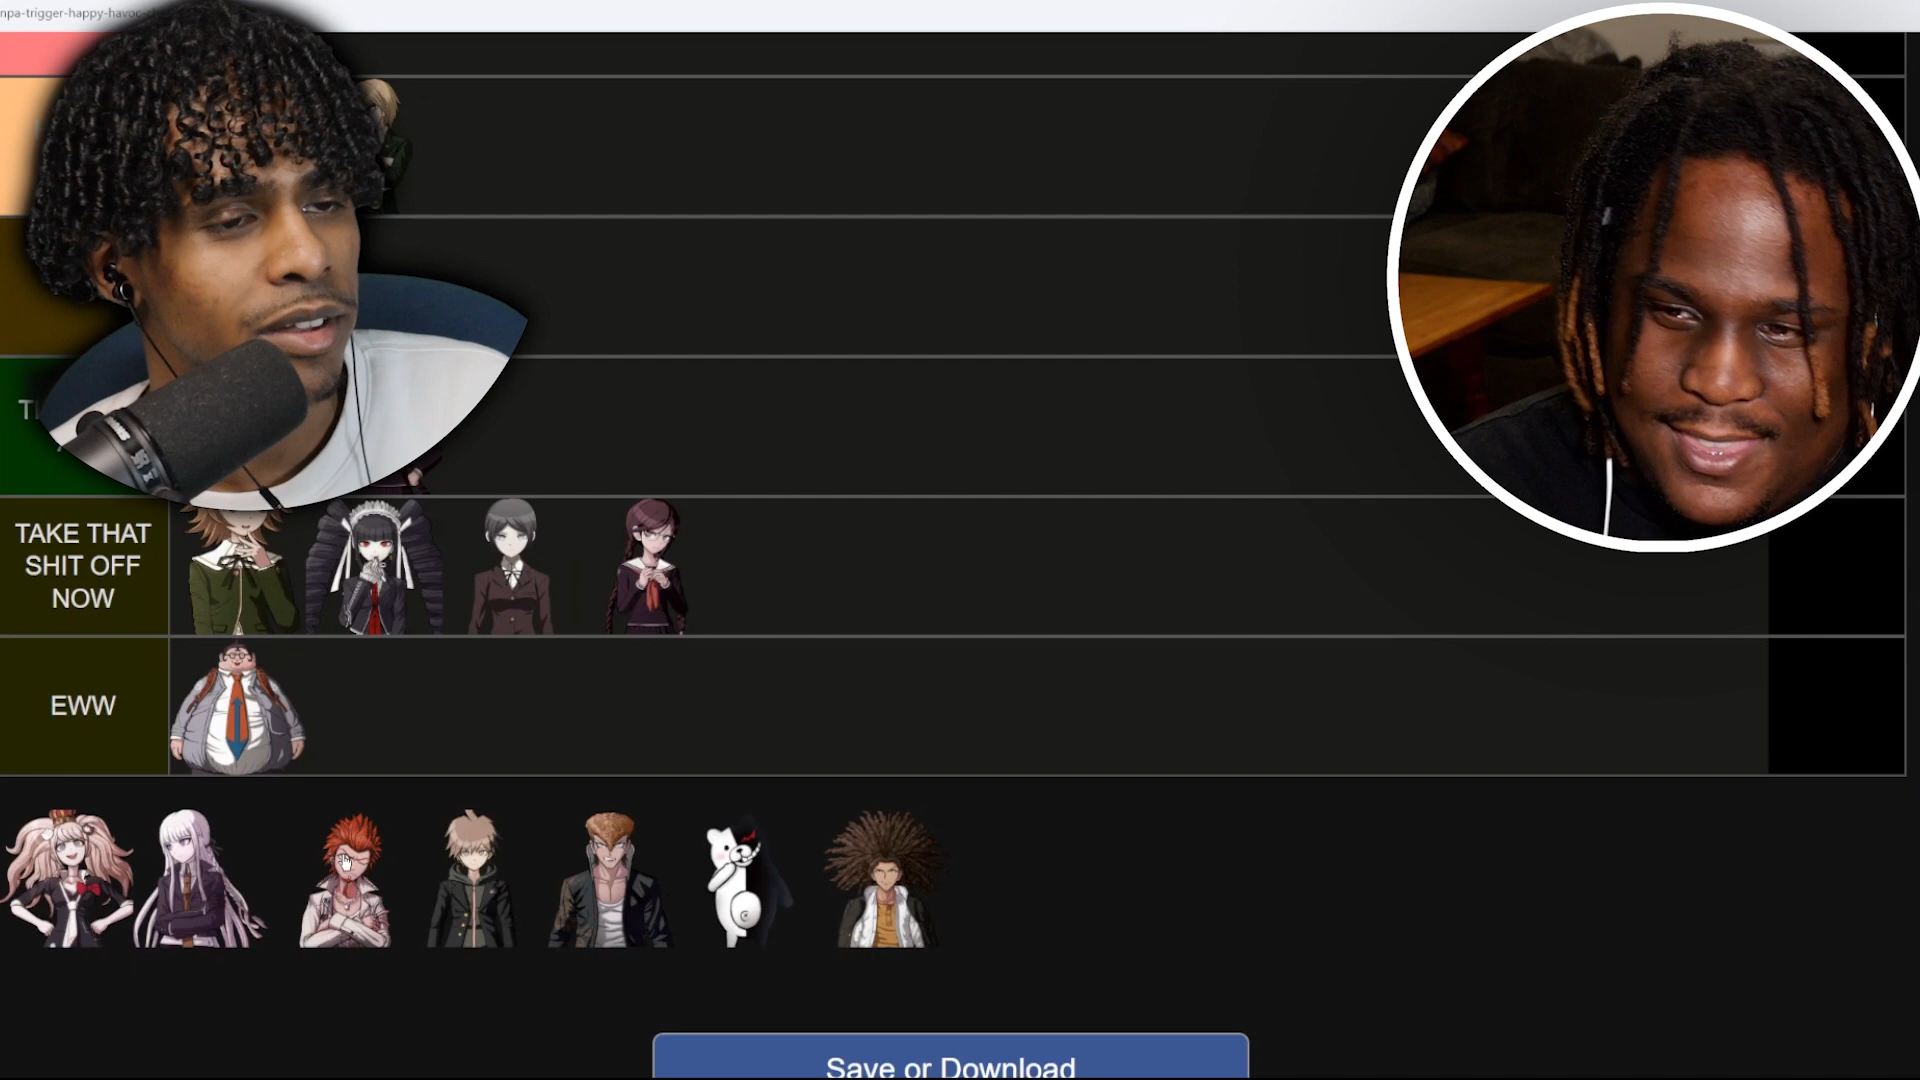 npa-trigger-happy-havoc
TAKE THAT
SHIT OFF
NOW
EWW
Save or Download